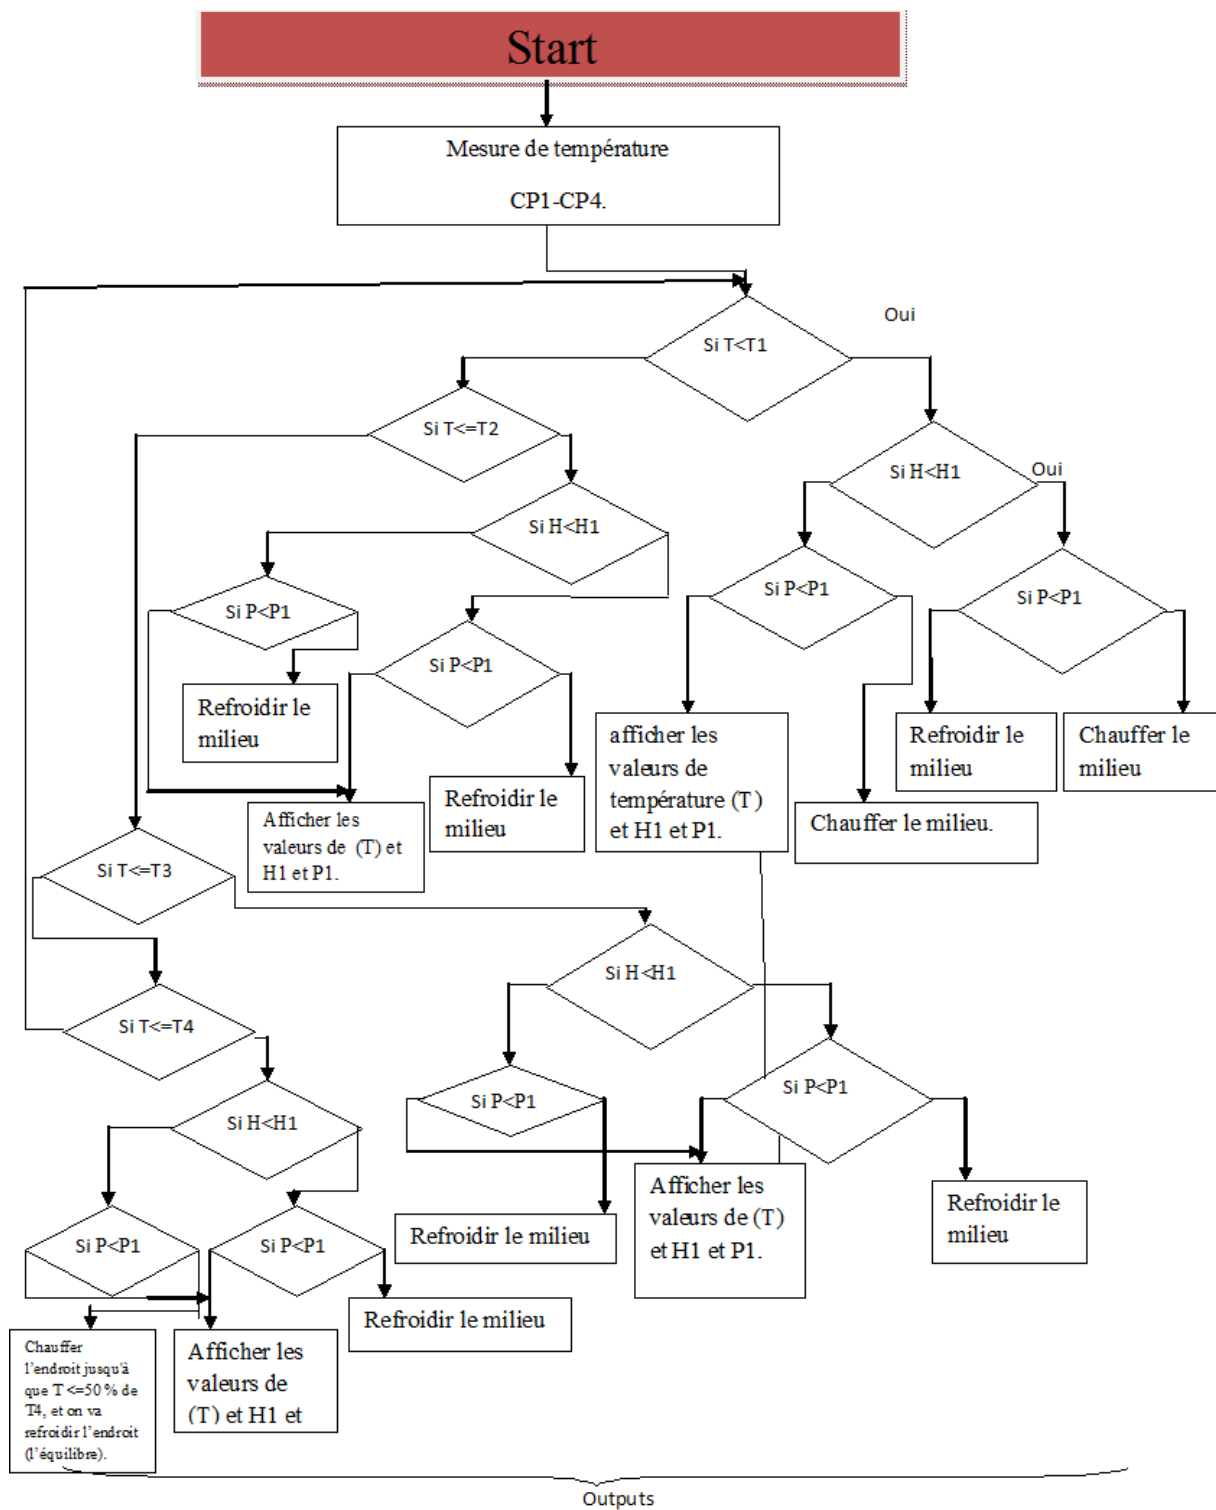 Start
Mesure de température
CP1-CP4.
Si T<T1
Oui
Si T<=T2
Si H<H1
Oui
Si H<H1
Si P<P1
Si P<P1
Si P<P1
Si P<P1
Refroidir le
milieu
Refroidir le
milieu
Afficher les
valeurs de (T) et
H1 et P1.
afficher les
valeurs de
température (T)
et H1 et P1.
Chauffer le milieu.
Refroidir le
milieu
Chauffer le
milieu
Si T<=T3
Si H<H1
Si T<=T4
Si P<P1
Si P<P1
Si H<H1
Si P<P1
Si P<P1
Refroidir le milieu
Afficher les
valeurs de (T)
et H1 et P1.
Refroidir le
milieu
Refroidir le milieu
Chauffer
l'endroit jusqu'à
que T <=50 % de
T4, et on va
refroidir l'endroit
(l'équilibre).
Afficher les
valeurs de
(T) et H1 et
Outputs